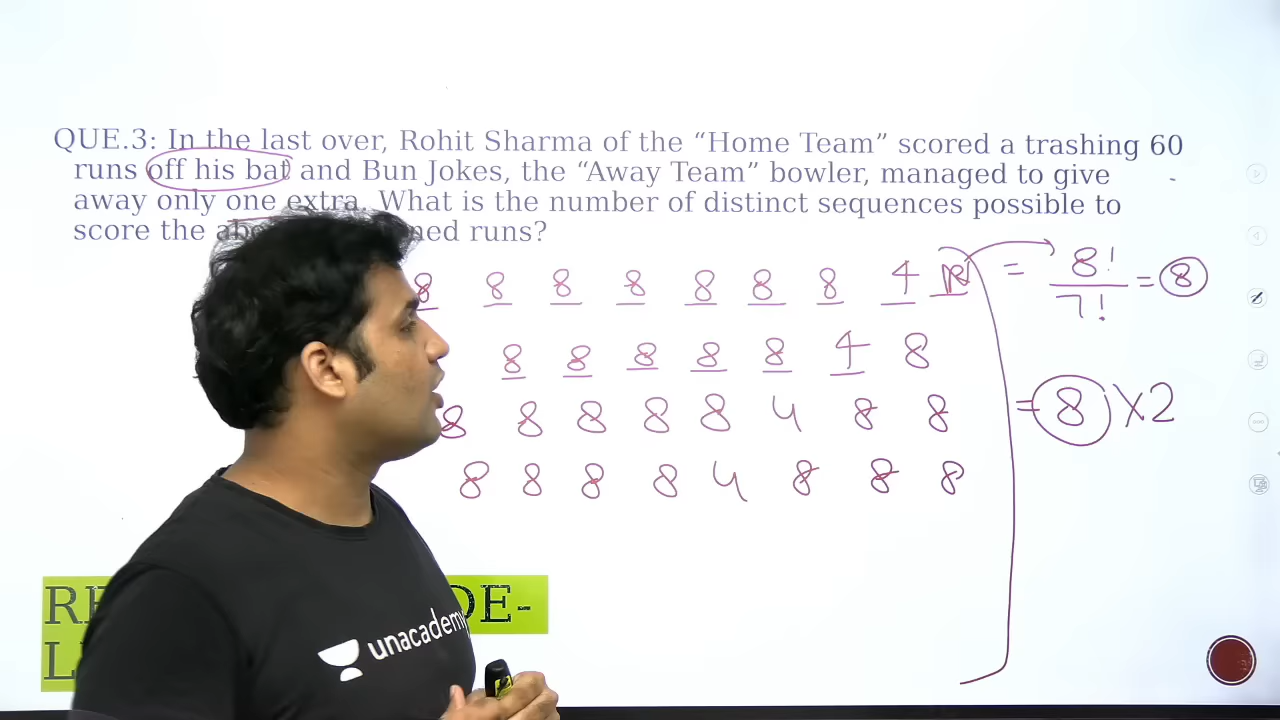 QUE.3: In the last over, Rohit Sharma of the “Home Team” scored a trashing 60
runs off his bat and Bun Jokes, the “Away Team” bowler, managed to give
away only one extra. What is the number of distinct sequences possible to
score the ned runs?
8 8 8 8 8 8 8 4 = 8! / 7! = 8
8 8 8 8 8 4 8
8 8 8 8 8 4 8 8 = 8 X 2
8 8 8 8 4 8 8 8
DE-
unacademy